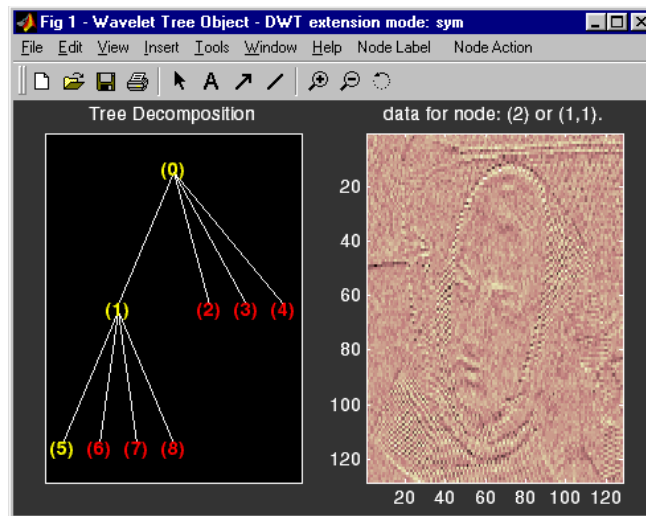 Fig 1 - Wavelet Tree Object - DWT extension mode: sym
File Edit View Insert Tools Window Help Node Label Node Action
A
Tree Decomposition
data for node: (2) or (1,1).
(0)
(1) (2) (3) (4)
(5) (6) (7) (8)
20
40
60
80
100
120
20 40 60 80 100 120